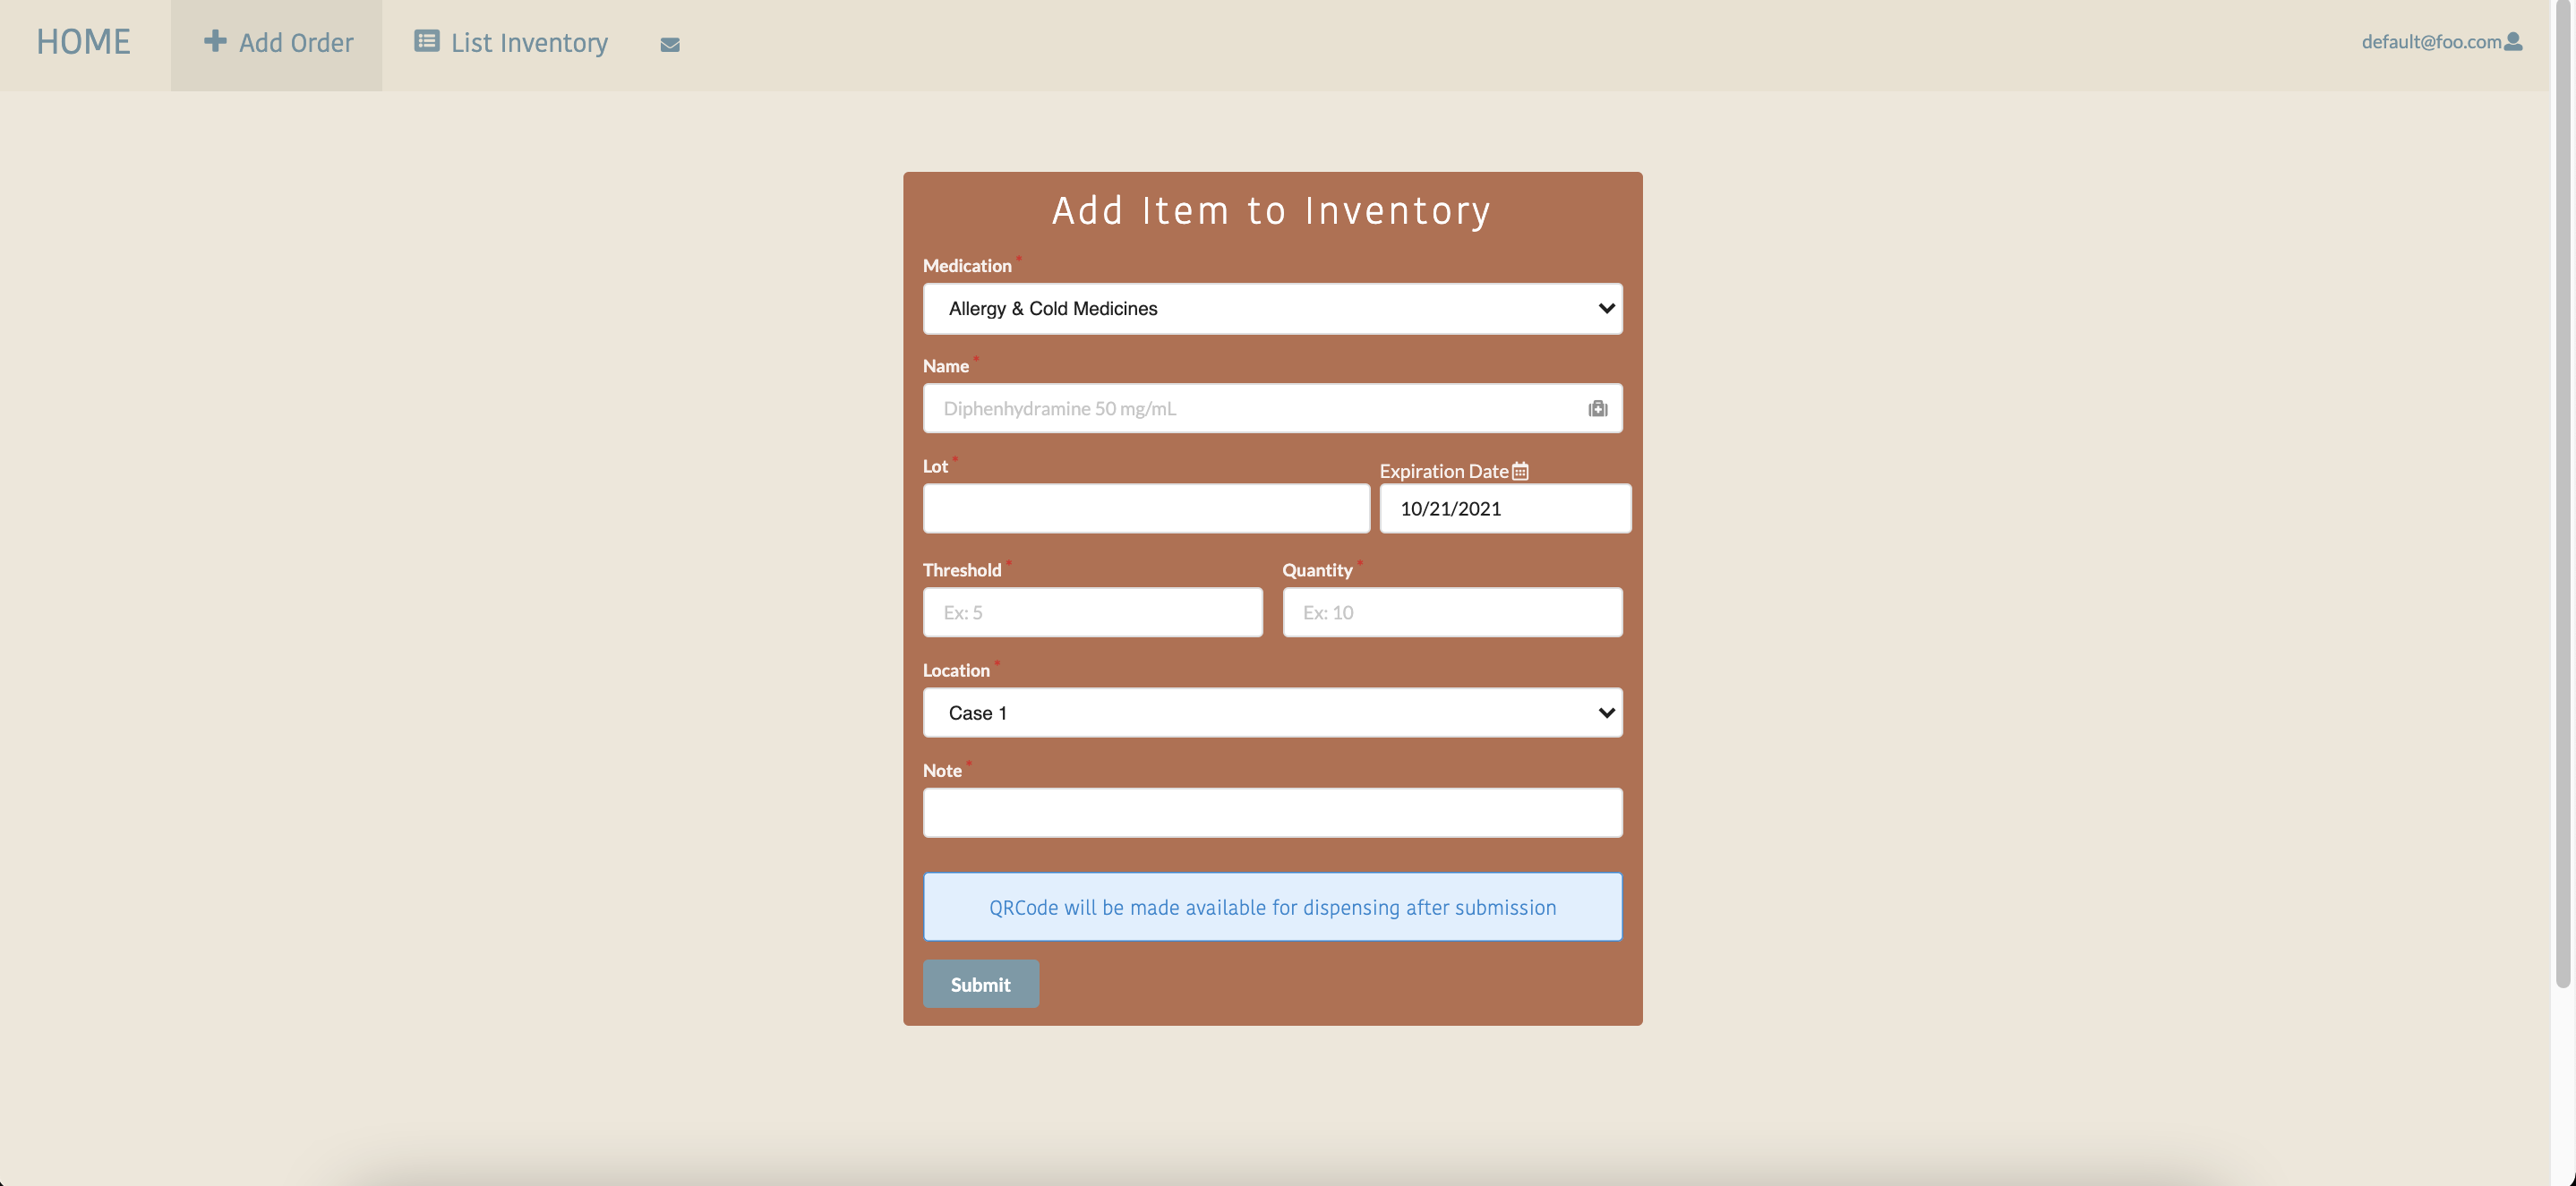 HOME Add Order List Inventory default@foo.com
Add Item to Inventory
Medication *
Allergy & Cold Medicines
Name *
Diphenhydramine 50 mg/mL
Lot * Expiration Date
10/21/2021
Threshold * Quantity *
Ex: 5 Ex: 10
Location *
Case 1
Note *
QRCode will be made available for dispensing after submission
Submit